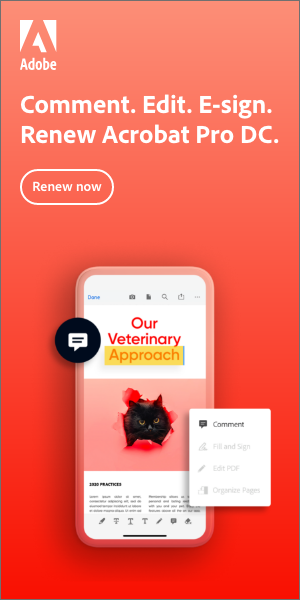 Adobe
Comment. Edit. E-sign.
Renew Acrobat Pro DC.
Renew now
Done
Our
Veterinary
Approach
Comment
Fill and Sign
Edit PDF
Organize Pages
2020 PRACTICES